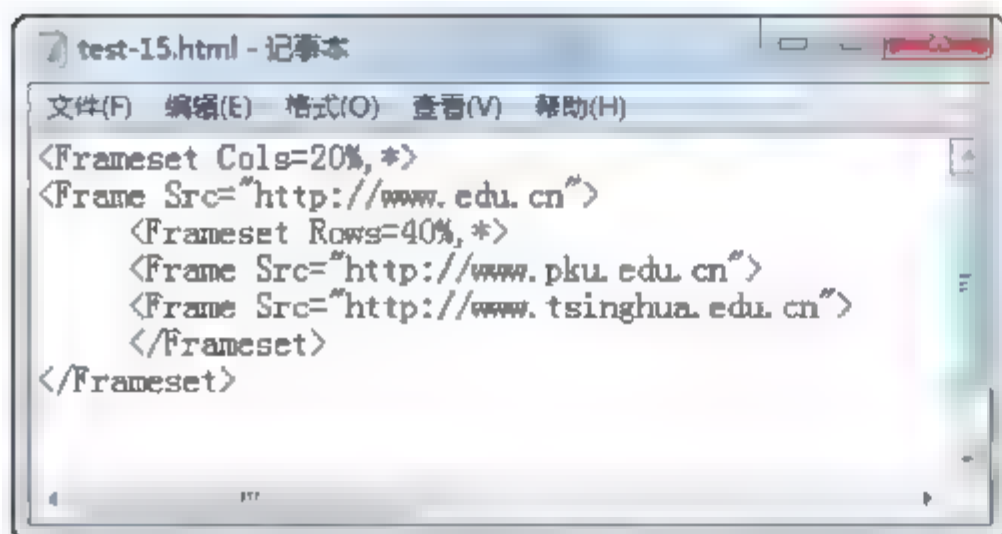 test-15.html - 记事本
文件(F) 编辑(E) 格式(O) 查看(V) 帮助(H)
<Frameset Cols=20%,*>
<Frame Src="http://www.edu.cn">
<Frameset Rows=40%,*>
<Frame Src="http://www.pku.edu.cn">
<Frame Src="http://www.tsinghua.edu.cn">
</Frameset>
</Frameset>